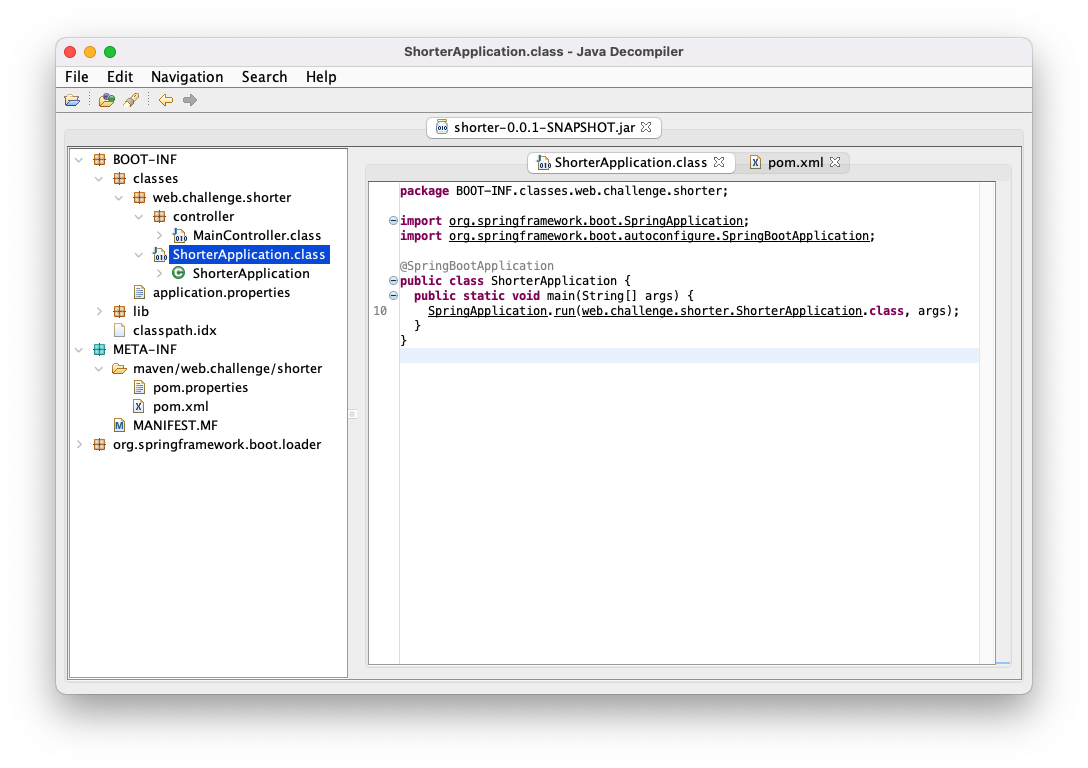 ShorterApplication.class - Java Decompiler
File Edit Navigation Search Help
shorter-0.0.1-SNAPSHOT.jar
BOOT-INF
classes
web.challenge.shorter
controller
MainController.class
ShorterApplication.class
ShorterApplication
application.properties
lib
classpath.idx
META-INF
maven/web.challenge/shorter
pom.properties
pom.xml
MANIFEST.MF
org.springframework.boot.loader
ShorterApplication.class pom.xml
package BOOT-INF.classes.web.challenge.shorter;
import org.springframework.boot.SpringApplication;
import org.springframework.boot.autoconfigure.SpringBootApplication;
@SpringBootApplication
public class ShorterApplication {
public static void main(String[] args) {
10 SpringApplication.run(web.challenge.shorter.ShorterApplication.class, args);
}
}